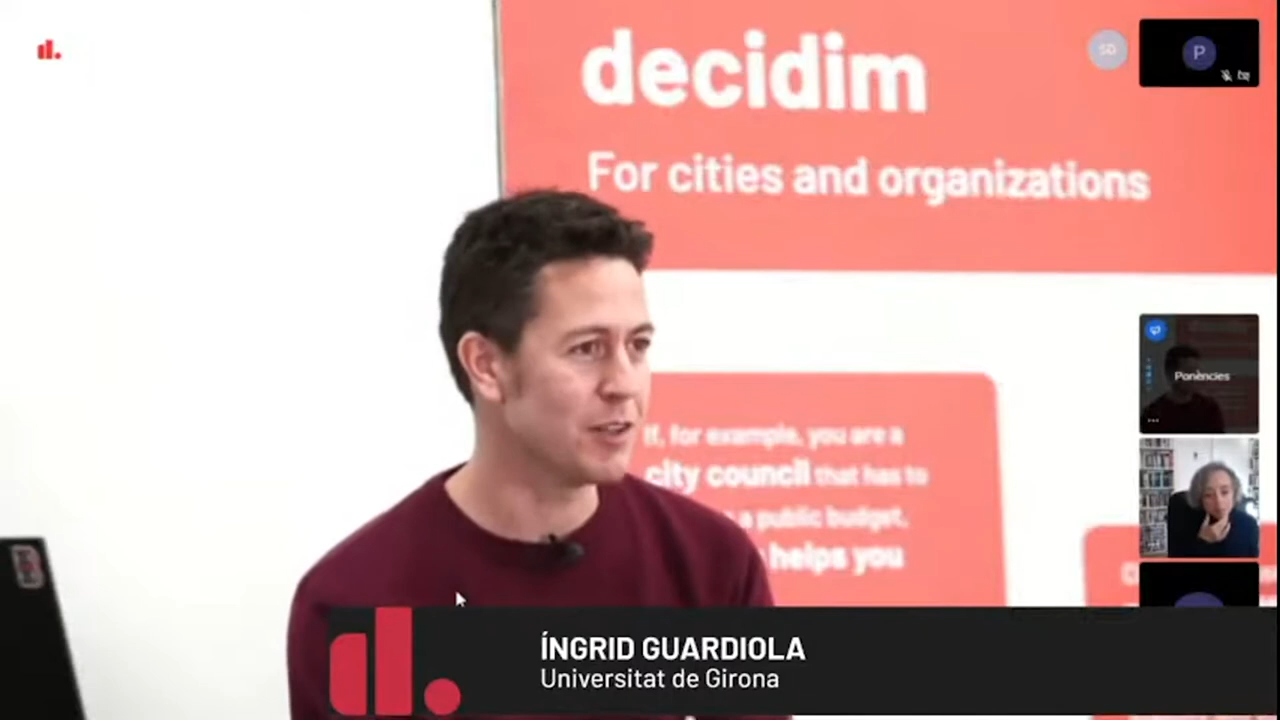 d.
decidim
For cities and organizations
SD
P
Ponències
If, for example, you are a
city council that has to
a public budget,
helps you
ÍNGRID GUARDIOLA
Universitat de Girona
d.